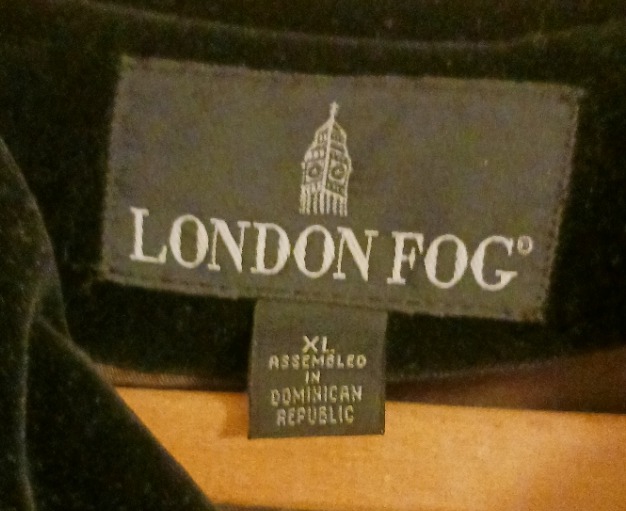 LONDON FOG®
XL
ASSEMBLED
IN
DOMINICAN
REPUBLIC